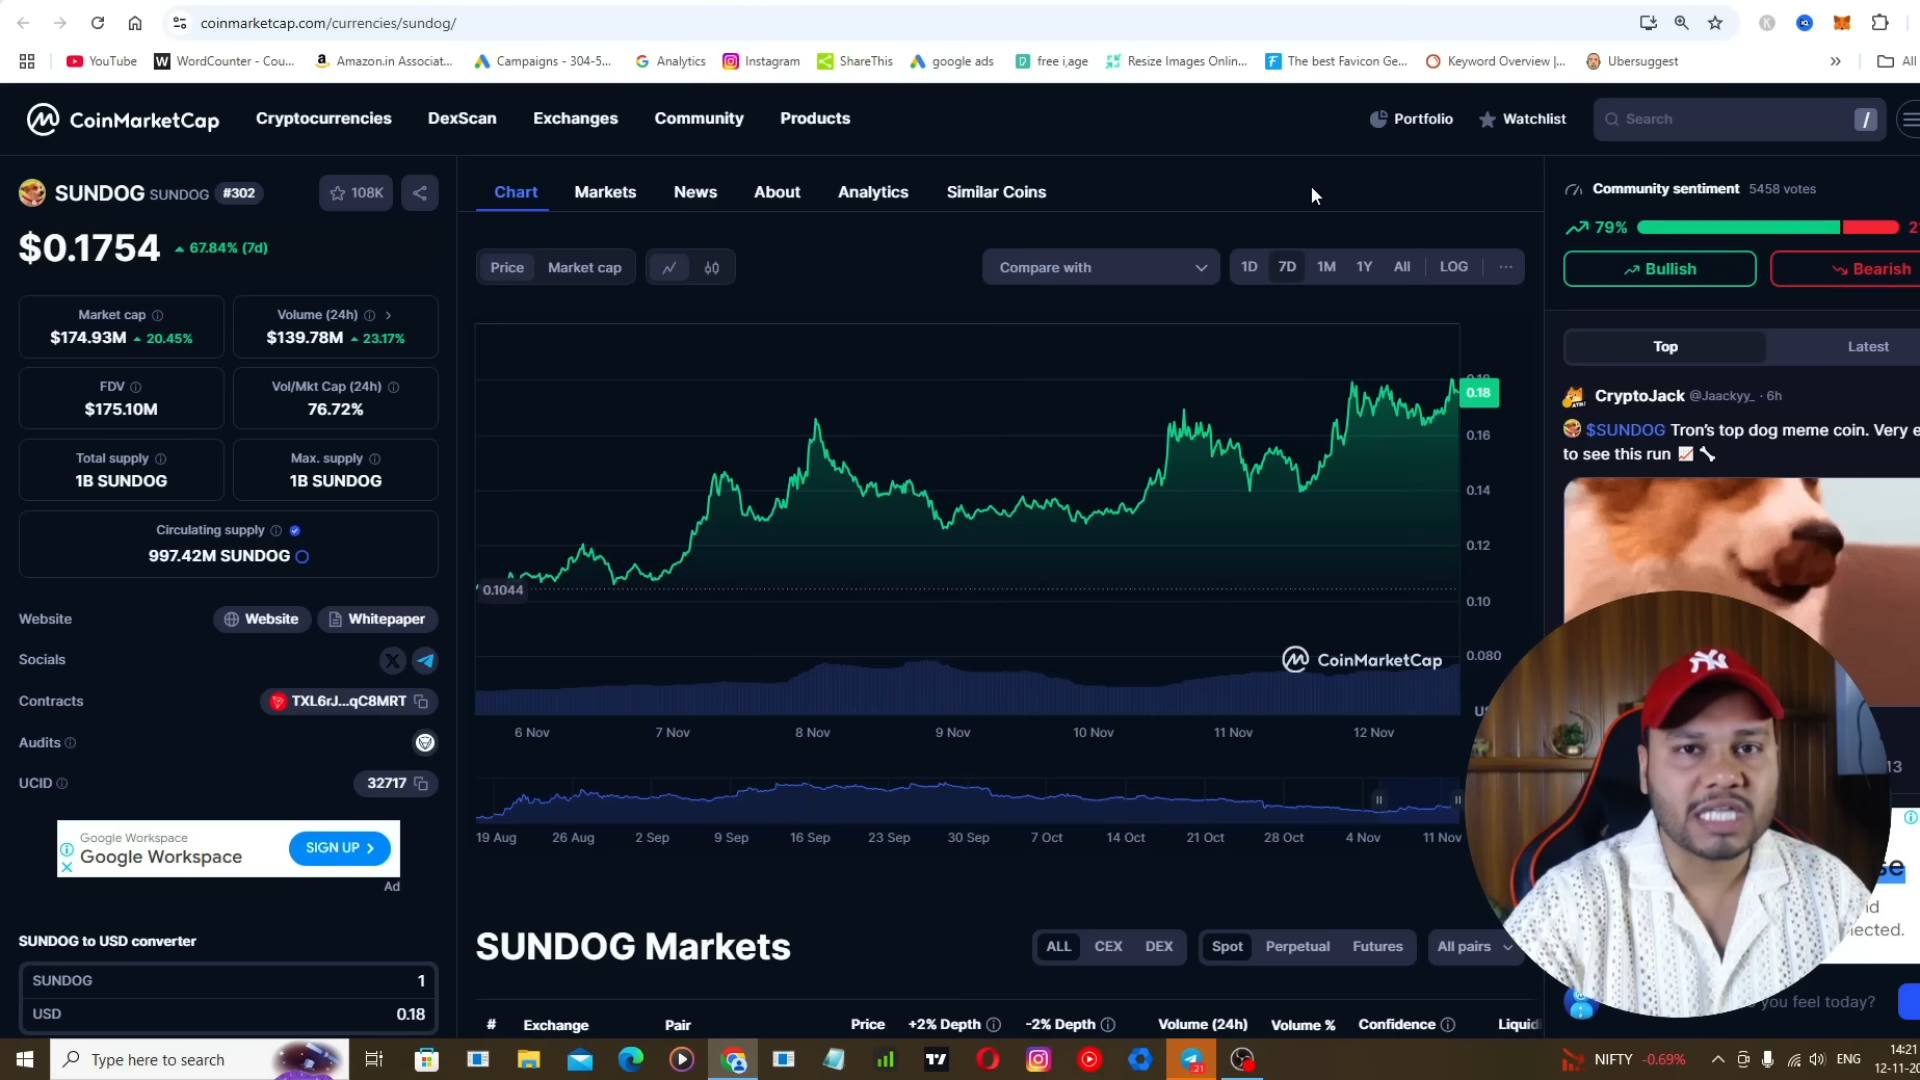 coinmarketcap.com/currencies/sundog/
YouTube
WordCounter - Cou...
Amazon.in Associat...
Campaigns - 304-5...
Analytics
Instagram
ShareThis
google ads
free i,age
Resize Images Onlin...
The best Favicon Ge...
Keyword Overview |...
Ubersuggest
All
CoinMarketCap
Cryptocurrencies
DexScan
Exchanges
Community
Products
Portfolio
Watchlist
Search
/
SUNDOG SUNDOG #302
108K
$0.1754 67.84% (7d)
Market cap
$174.93M 20.45%
Volume (24h)
$139.78M 23.17%
FDV
$175.10M
Vol/Mkt Cap (24h)
76.72%
Total supply
1B SUNDOG
Max. supply
1B SUNDOG
Circulating supply
997.42M SUNDOG
Website
Website
Whitepaper
Socials
Contracts
TXL6rJ...qC8MRT
Audits
UCID
32717
Google Workspace
Google Workspace
SIGN UP
Ad
SUNDOG to USD converter
SUNDOG 1
USD 0.18
Chart
Markets
News
About
Analytics
Similar Coins
Price
Market cap
Compare with
1D
7D
1M
1Y
All
LOG
0.18
0.18
0.16
0.14
0.12
0.10
0.080
0.1044
CoinMarketCap
6 Nov
7 Nov
8 Nov
9 Nov
10 Nov
11 Nov
12 Nov
19 Aug
26 Aug
2 Sep
9 Sep
16 Sep
23 Sep
30 Sep
7 Oct
14 Oct
21 Oct
28 Oct
4 Nov
11 Nov
SUNDOG Markets
ALL
CEX
DEX
Spot
Perpetual
Futures
All pairs
#
Exchange
Pair
Price
+2% Depth
-2% Depth
Volume (24h)
Volume %
Confidence
Liquid
Community sentiment 5458 votes
79%
Bullish
Bearish
Top
Latest
CryptoJack @Jaackyy_ · 6h
$SUNDOG Tron's top dog meme coin. Very e
to see this run
13
se
lected.
you feel today?
NY
Type here to search
21
NIFTY -0.69%
ENG
14:21
12-11-20